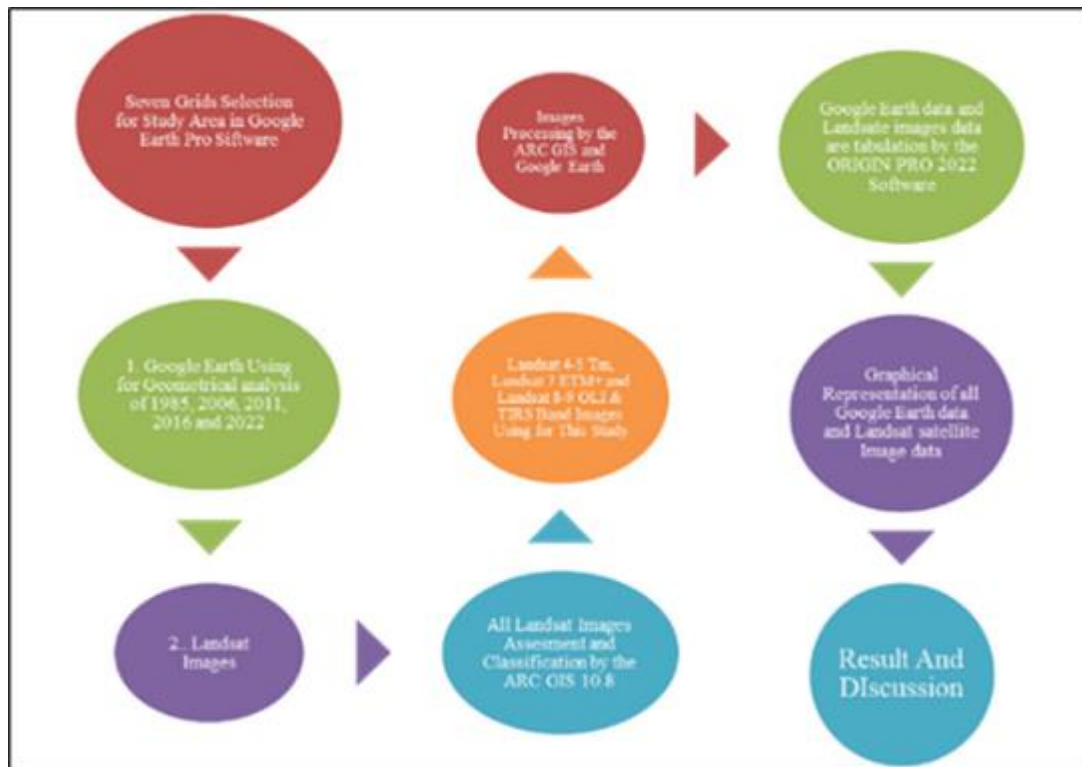 Seven Grids Selection
for Study Area in Google
Earth Pro Siftware
1. Google Earth Using
for Geometrical analysis
of 1985, 2006, 2011,
2016 and 2022
2.. Landsat
Images
All Landsat Images
Assesment and
Classification by the
ARC GIS 10.8
Landsat 4-5 Tm,
Landsat 7 ETM+ and
Landsat 8-9 OLI &
TIRS Band Images
Using for This Study
Images
Processing by the
ARC GIS and
Google Earth
Google Earth data and
Landsate images data
are tabulation by the
ORIGIN PRO 2022
Software
Graphical
Representation of all
Google Earth data
and Landsat satellite
Image data
Result And
DIscussion